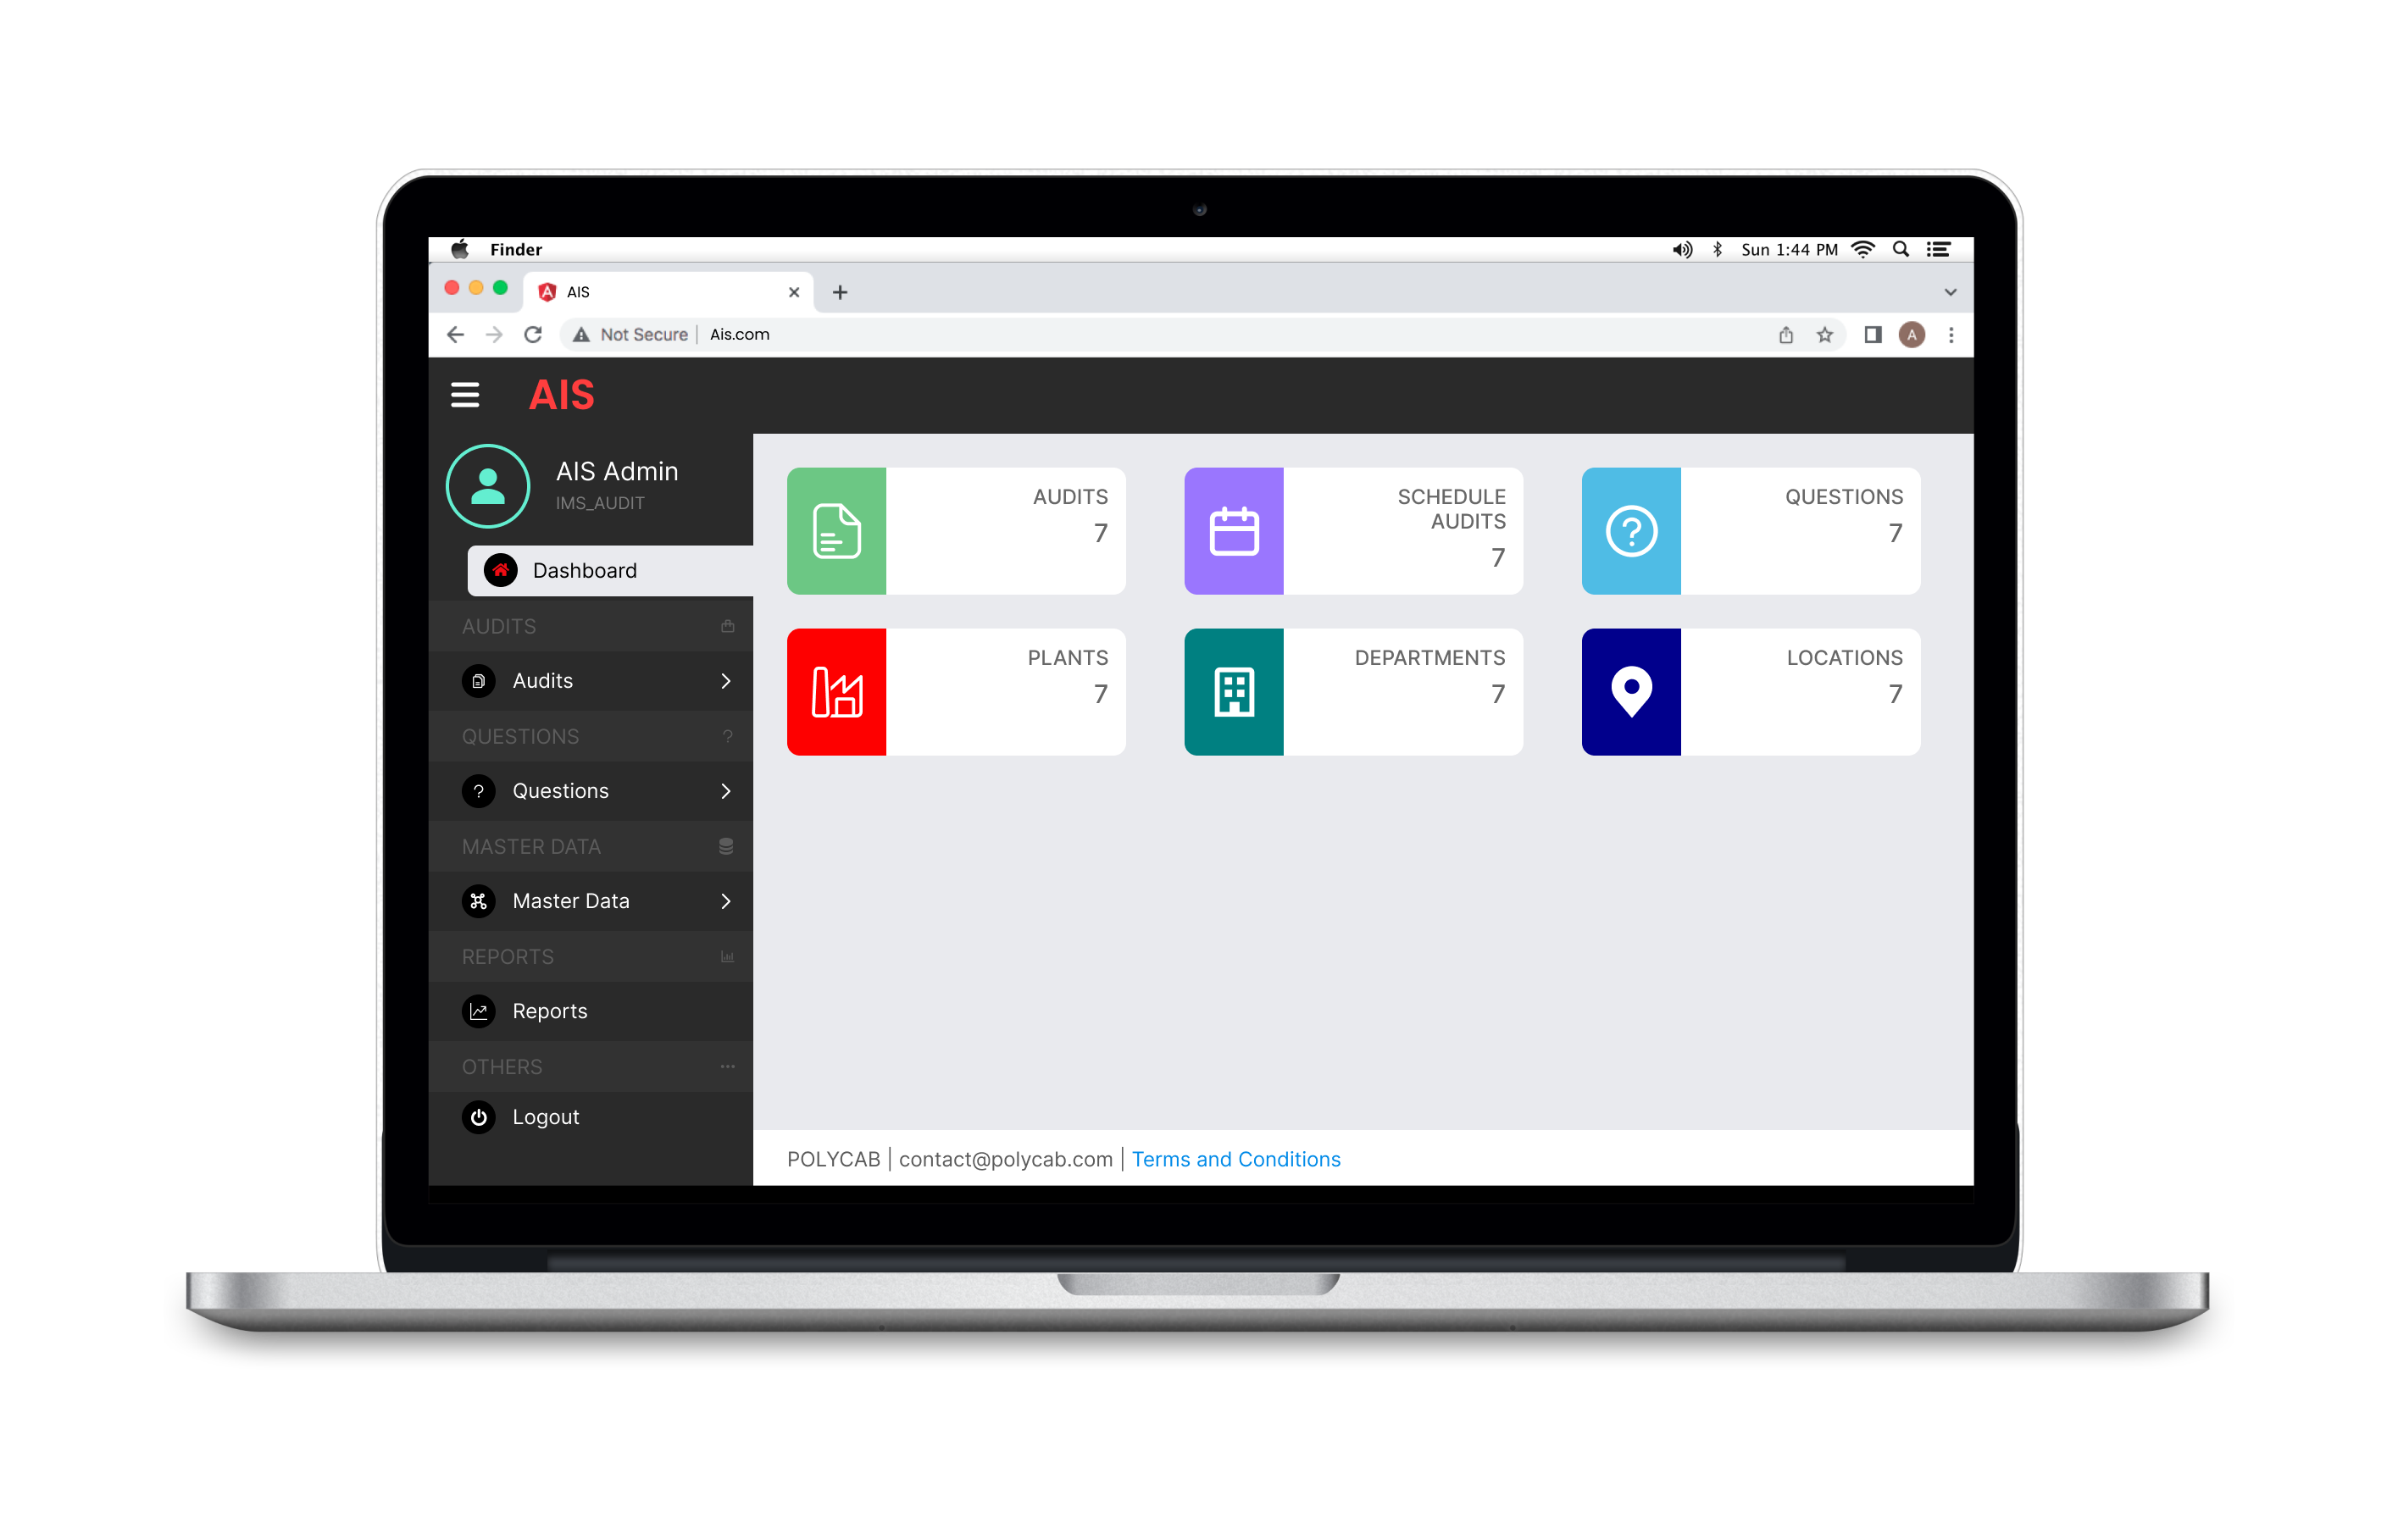 Finder
Sun 1:44 PM
AIS
Not Secure | Ais.com
A
AIS
AIS Admin
IMS_AUDIT
Dashboard
AUDITS
Audits
QUESTIONS
?
? Questions
MASTER DATA
Master Data
REPORTS
Reports
OTHERS
Logout
AUDITS
7
SCHEDULE
AUDITS
7
QUESTIONS
7
PLANTS
7
DEPARTMENTS
7
LOCATIONS
7
POLYCAB | contact@polycab.com | Terms and Conditions